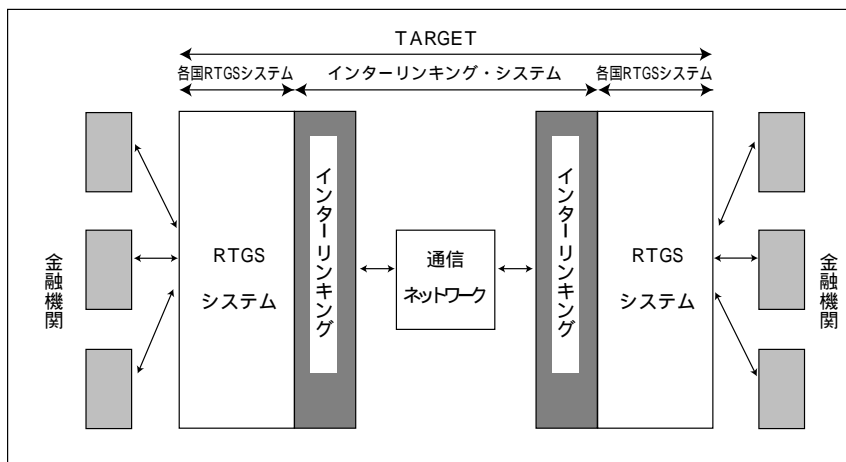 TARGET
各国RTGSシステム
インターリンキング・システム
各国RTGSシステム
金融機関
RTGS
システム
インターリンキング
通信
ネットワーク
インターリンキング
RTGS
システム
金融機関